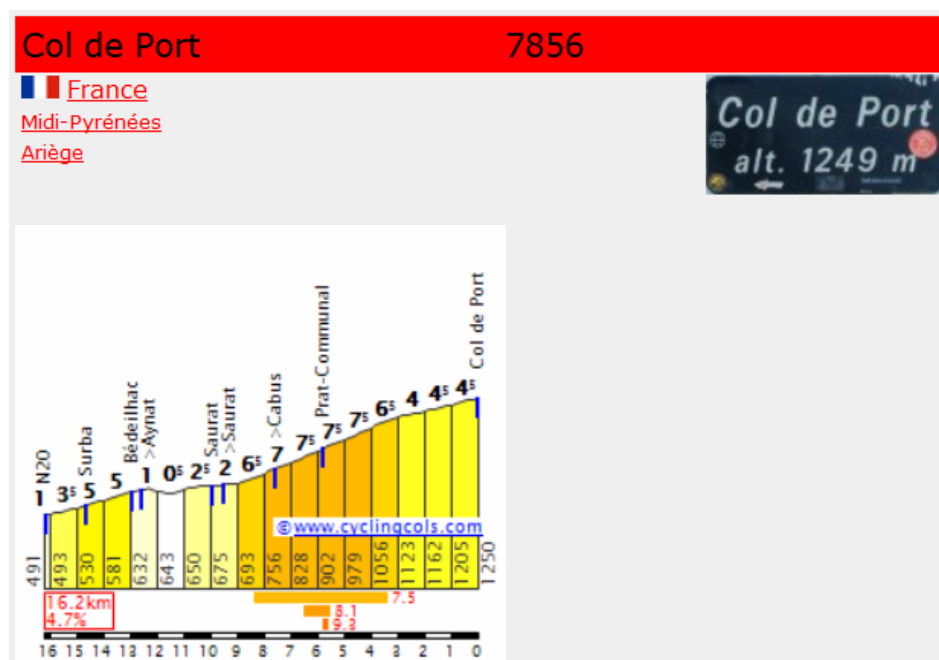 Col de Port 7856
France
Midi-Pyrénées
Ariège
Col de Port
alt. 1249 m
N20
Surba
Bédeilhac
>Aynat
Saurat
>Saurat
>Cabus
Prat-Communal
Col de Port
1 3⁵ 5 5 1 0⁵ 2⁵ 2 6⁵ 7 7⁵ 7⁵ 7⁵ 6⁵ 4 4⁵ 4⁵
©www.cyclingcols.com
491 493 530 581 632 643 650 675 693 756 828 902 979 1056 1123 1162 1205 1250
16.2km
4.7%
7.5
8.1
9.3
16 15 14 13 12 11 10 9 8 7 6 5 4 3 2 1 0